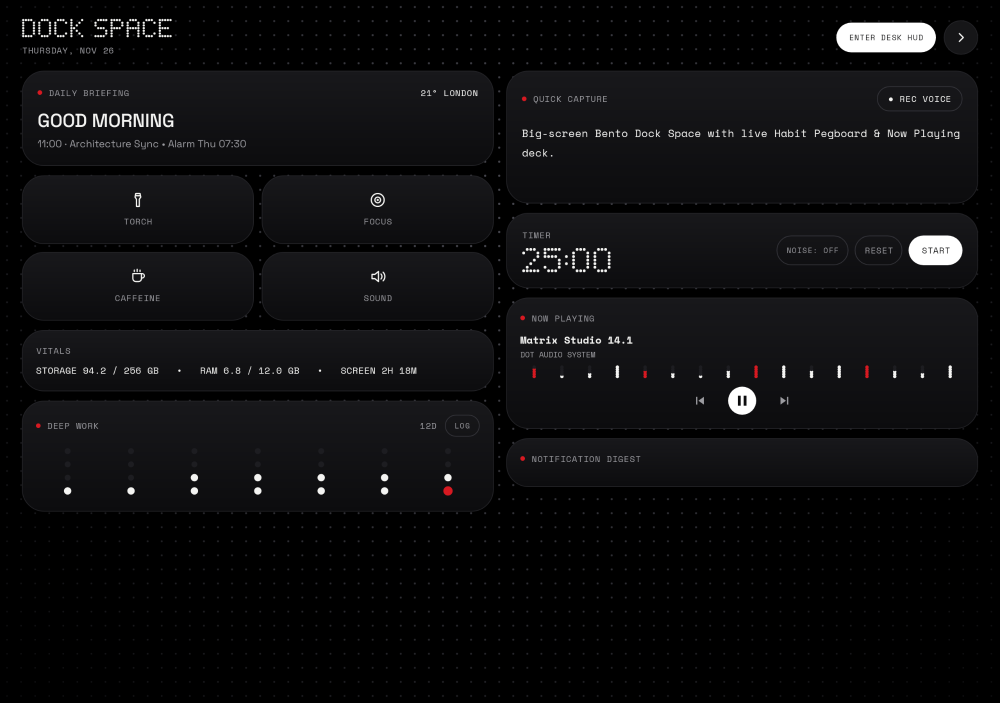 DOCK SPACE
THURSDAY, NOV 26
ENTER DESK HUD
DAILY BRIEFING
21° LONDON
GOOD MORNING
11:00 · Architecture Sync • Alarm Thu 07:30
TORCH
FOCUS
CAFFEINE
SOUND
VITALS
STORAGE 94.2 / 256 GB • RAM 6.8 / 12.0 GB • SCREEN 2H 18M
DEEP WORK
12D
LOG
QUICK CAPTURE
● REC VOICE
Big-screen Bento Dock Space with live Habit Pegboard & Now Playing
deck.
TIMER
25:00
NOISE: OFF
RESET
START
NOW PLAYING
Matrix Studio 14.1
DOT AUDIO SYSTEM
NOTIFICATION DIGEST